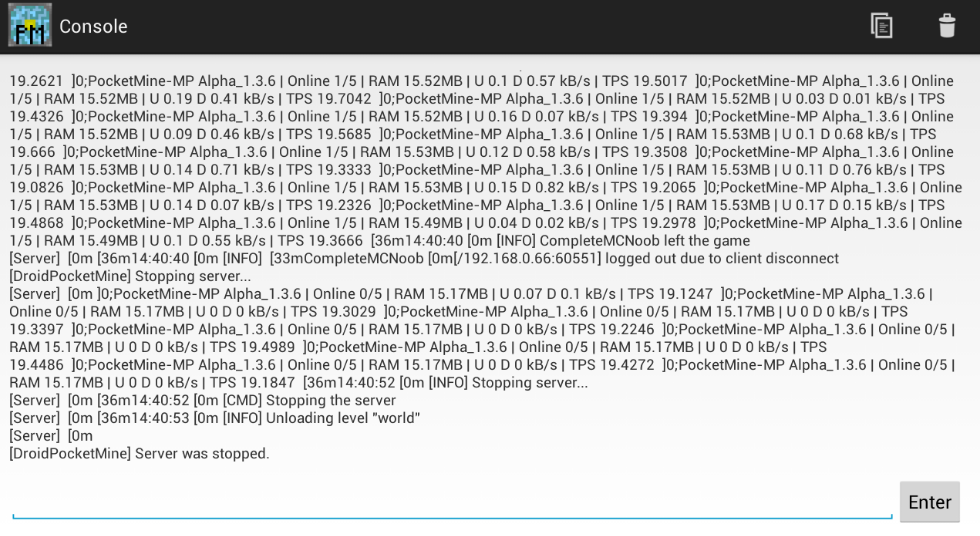 PM
Console
19.2621  ]0;PocketMine-MP Alpha_1.3.6 | Online 1/5 | RAM 15.52MB | U 0.1 D 0.57 kB/s | TPS 19.5017  ]0;PocketMine-MP Alpha_1.3.6 | Online
1/5 | RAM 15.52MB | U 0.19 D 0.41 kB/s | TPS 19.7042  ]0;PocketMine-MP Alpha_1.3.6 | Online 1/5 | RAM 15.52MB | U 0.03 D 0.01 kB/s | TPS
19.4326  ]0;PocketMine-MP Alpha_1.3.6 | Online 1/5 | RAM 15.52MB | U 0.16 D 0.07 kB/s | TPS 19.394  ]0;PocketMine-MP Alpha_1.3.6 | Online
1/5 | RAM 15.52MB | U 0.09 D 0.46 kB/s | TPS 19.5685  ]0;PocketMine-MP Alpha_1.3.6 | Online 1/5 | RAM 15.53MB | U 0.1 D 0.68 kB/s | TPS
19.666  ]0;PocketMine-MP Alpha_1.3.6 | Online 1/5 | RAM 15.53MB | U 0.12 D 0.58 kB/s | TPS 19.3508  ]0;PocketMine-MP Alpha_1.3.6 | Online
1/5 | RAM 15.53MB | U 0.14 D 0.71 kB/s | TPS 19.3333  ]0;PocketMine-MP Alpha_1.3.6 | Online 1/5 | RAM 15.53MB | U 0.11 D 0.76 kB/s | TPS
19.0826  ]0;PocketMine-MP Alpha_1.3.6 | Online 1/5 | RAM 15.53MB | U 0.15 D 0.82 kB/s | TPS 19.2065  ]0;PocketMine-MP Alpha_1.3.6 | Online
1/5 | RAM 15.53MB | U 0.14 D 0.07 kB/s | TPS 19.2326  ]0;PocketMine-MP Alpha_1.3.6 | Online 1/5 | RAM 15.53MB | U 0.17 D 0.15 kB/s | TPS
19.4868  ]0;PocketMine-MP Alpha_1.3.6 | Online 1/5 | RAM 15.49MB | U 0.04 D 0.02 kB/s | TPS 19.2978  ]0;PocketMine-MP Alpha_1.3.6 | Online
1/5 | RAM 15.49MB | U 0.1 D 0.55 kB/s | TPS 19.3666  [36m14:40:40 [0m [INFO] CompleteMCNoob left the game
[Server]  [0m [36m14:40:40 [0m [INFO]  [33mCompleteMCNoob [0m[/192.168.0.66:60551] logged out due to client disconnect
[DroidPocketMine] Stopping server...
[Server]  [0m ]0;PocketMine-MP Alpha_1.3.6 | Online 0/5 | RAM 15.17MB | U 0.07 D 0.1 kB/s | TPS 19.1247  ]0;PocketMine-MP Alpha_1.3.6 |
Online 0/5 | RAM 15.17MB | U 0 D 0 kB/s | TPS 19.3029  ]0;PocketMine-MP Alpha_1.3.6 | Online 0/5 | RAM 15.17MB | U 0 D 0 kB/s | TPS
19.3397  ]0;PocketMine-MP Alpha_1.3.6 | Online 0/5 | RAM 15.17MB | U 0 D 0 kB/s | TPS 19.2246  ]0;PocketMine-MP Alpha_1.3.6 | Online 0/5 |
RAM 15.17MB | U 0 D 0 kB/s | TPS 19.4989  ]0;PocketMine-MP Alpha_1.3.6 | Online 0/5 | RAM 15.17MB | U 0 D 0 kB/s | TPS
19.4486  ]0;PocketMine-MP Alpha_1.3.6 | Online 0/5 | RAM 15.17MB | U 0 D 0 kB/s | TPS 19.4272  ]0;PocketMine-MP Alpha_1.3.6 | Online 0/5 |
RAM 15.17MB | U 0 D 0 kB/s | TPS 19.1847  [36m14:40:52 [0m [INFO] Stopping server...
[Server]  [0m [36m14:40:52 [0m [CMD] Stopping the server
[Server]  [0m [36m14:40:53 [0m [INFO] Unloading level "world"
[Server]  [0m
[DroidPocketMine] Server was stopped.
Enter